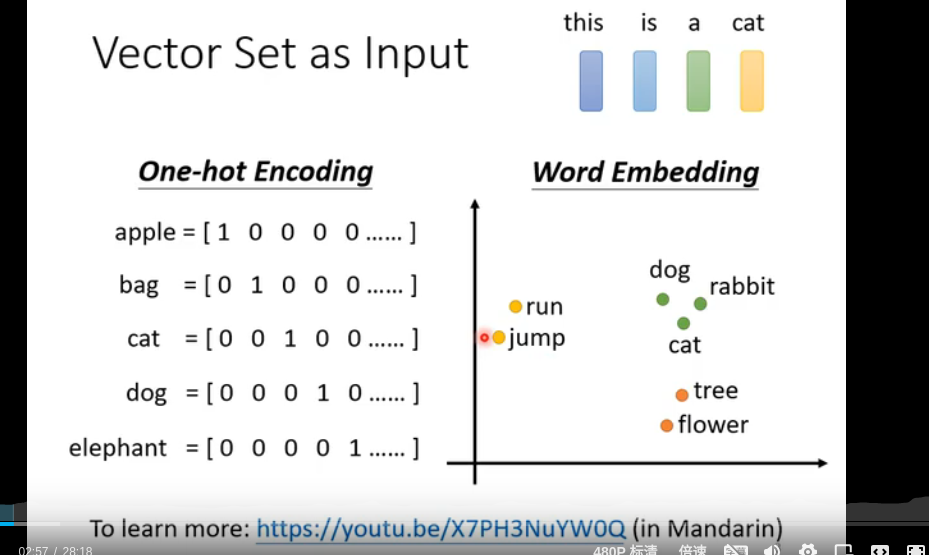 this is a cat
Vector Set as Input
One-hot Encoding
apple = [ 1 0 0 0 0 …… ]
bag = [ 0 1 0 0 0 …… ]
cat = [ 0 0 1 0 0 …… ]
dog = [ 0 0 0 1 0 …… ]
elephant = [ 0 0 0 0 1 …… ]
Word Embedding
dog
rabbit
run
jump
cat
tree
flower
To learn more: https://youtu.be/X7PH3NuYW0Q (in Mandarin)
02:57 / 28:18
480P 标清 倍速